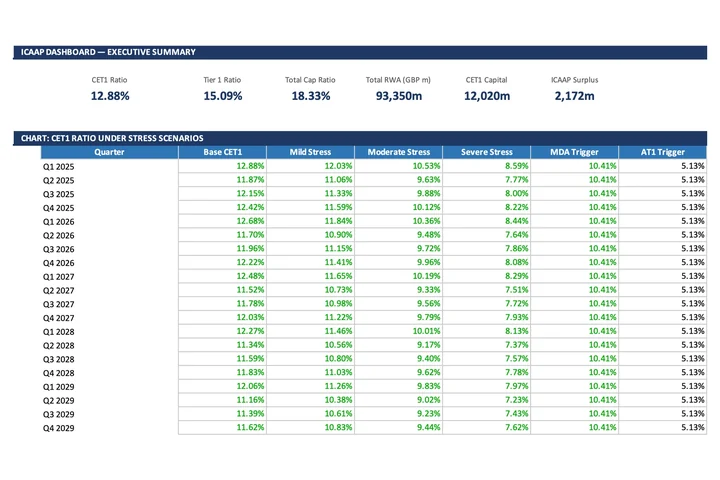 ICAAP DASHBOARD — EXECUTIVE SUMMARY
CET1 Ratio Tier 1 Ratio Total Cap Ratio Total RWA (GBP m) CET1 Capital ICAAP Surplus
12.88% 15.09% 18.33% 93,350m 12,020m 2,172m
CHART: CET1 RATIO UNDER STRESS SCENARIOS
Quarter Base CET1 Mild Stress Moderate Stress Severe Stress MDA Trigger AT1 Trigger
Q1 2025 12.88% 12.03% 10.53% 8.59% 10.41% 5.13%
Q2 2025 11.87% 11.06% 9.63% 7.77% 10.41% 5.13%
Q3 2025 12.15% 11.33% 9.88% 8.00% 10.41% 5.13%
Q4 2025 12.42% 11.59% 10.12% 8.22% 10.41% 5.13%
Q1 2026 12.68% 11.84% 10.36% 8.44% 10.41% 5.13%
Q2 2026 11.70% 10.90% 9.48% 7.64% 10.41% 5.13%
Q3 2026 11.96% 11.15% 9.72% 7.86% 10.41% 5.13%
Q4 2026 12.22% 11.41% 9.96% 8.08% 10.41% 5.13%
Q1 2027 12.48% 11.65% 10.19% 8.29% 10.41% 5.13%
Q2 2027 11.52% 10.73% 9.33% 7.51% 10.41% 5.13%
Q3 2027 11.78% 10.98% 9.56% 7.72% 10.41% 5.13%
Q4 2027 12.03% 11.22% 9.79% 7.93% 10.41% 5.13%
Q1 2028 12.27% 11.46% 10.01% 8.13% 10.41% 5.13%
Q2 2028 11.34% 10.56% 9.17% 7.37% 10.41% 5.13%
Q3 2028 11.59% 10.80% 9.40% 7.57% 10.41% 5.13%
Q4 2028 11.83% 11.03% 9.62% 7.78% 10.41% 5.13%
Q1 2029 12.06% 11.26% 9.83% 7.97% 10.41% 5.13%
Q2 2029 11.16% 10.38% 9.02% 7.23% 10.41% 5.13%
Q3 2029 11.39% 10.61% 9.23% 7.43% 10.41% 5.13%
Q4 2029 11.62% 10.83% 9.44% 7.62% 10.41% 5.13%